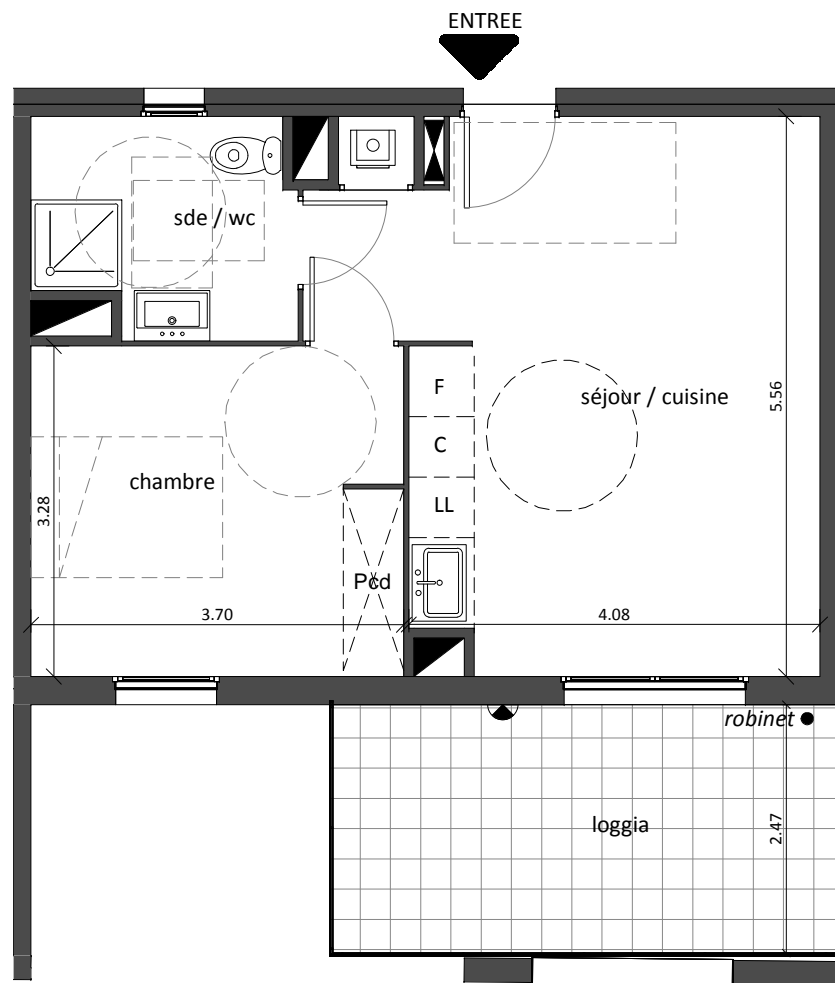 ENTREE
sde / wc
F
séjour / cuisine
5.56
C
chambre
3.28
LL
Pcd
3.70
4.08
robinet
loggia
2.47